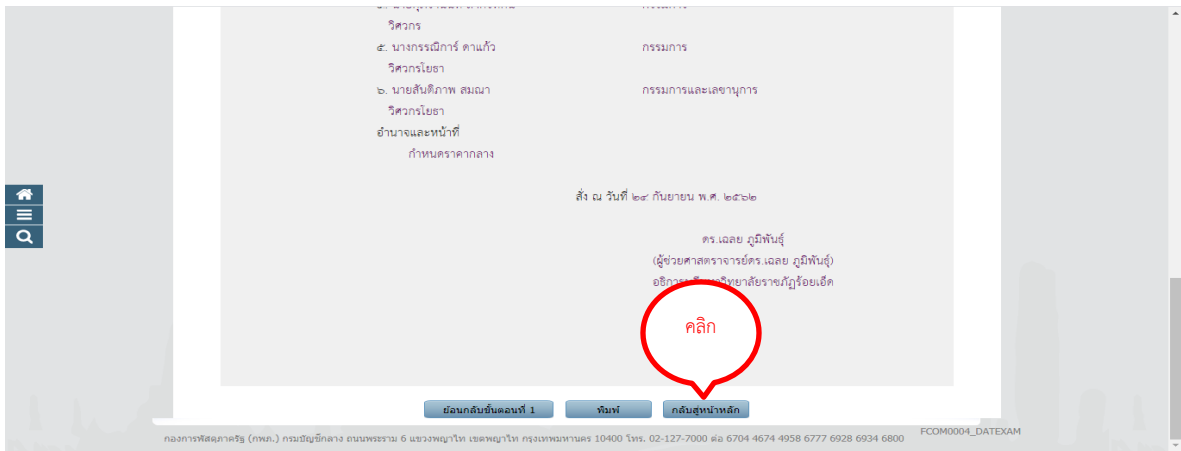 วิศวกร
๕. นางกรรณิการ์ ดาแก้ว กรรมการ
วิศวกรโยธา
๖. นายสันติภาพ สมณา กรรมการและเลขานุการ
วิศวกรโยธา
อำนาจและหน้าที่
กำหนดราคากลาง
สั่ง ณ วันที่ ๒๔ กันยายน พ.ศ. ๒๕๖๒
ดร.เฉลย ภูมิพันธุ์
(ผู้ช่วยศาสตราจารย์ดร.เฉลย ภูมิพันธุ์)
ราชภัฏร้อยเอ็ด
คลิก
ย้อนกลับขั้นตอนที่ 1 พิมพ์ กลับสู่หน้าหลัก
กองการพัสดุภาครัฐ (กพภ.) กรมบัญชีกลาง ถนนพระราม 6 แขวงพญาไท เขตพญาไท กรุงเทพมหานคร 10400 โทร. 02-127-7000 ต่อ 6704 4674 4958 6777 6928 6934 6800
FCOM0004_DATEXAM